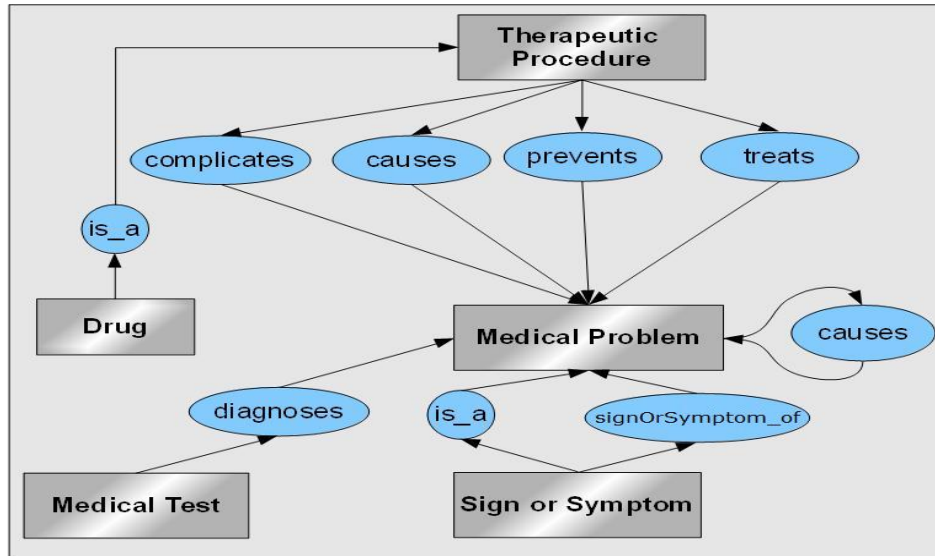 Therapeutic
Procedure
complicates
causes
prevents
treats
is_a
Drug
Medical Problem
causes
diagnoses
is_a
signOrSymptom_of
Medical Test
Sign or Symptom